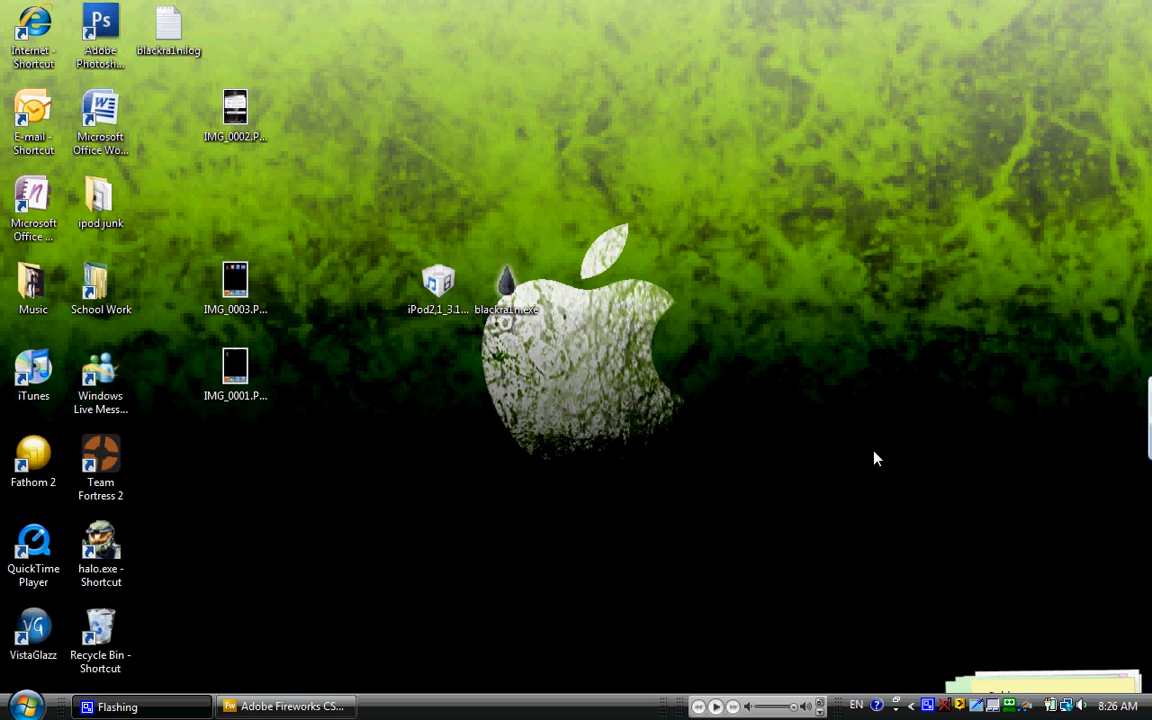 Internet -
Shortcut
Adobe
Photosh...
blackra1n.log
E-mail -
Shortcut
Microsoft
Office Wo...
IMG_0002.P...
Microsoft
Office ...
ipod junk
Music
School Work
IMG_0003.P...
iPod2,1_3.1...
blackra1n.exe
iTunes
Windows
Live Mess...
IMG_0001.P...
Fathom 2
Team
Fortress 2
QuickTime
Player
halo.exe -
Shortcut
VistaGlazz
Recycle Bin -
Shortcut
Flashing
Adobe Fireworks CS...
EN
8:26 AM